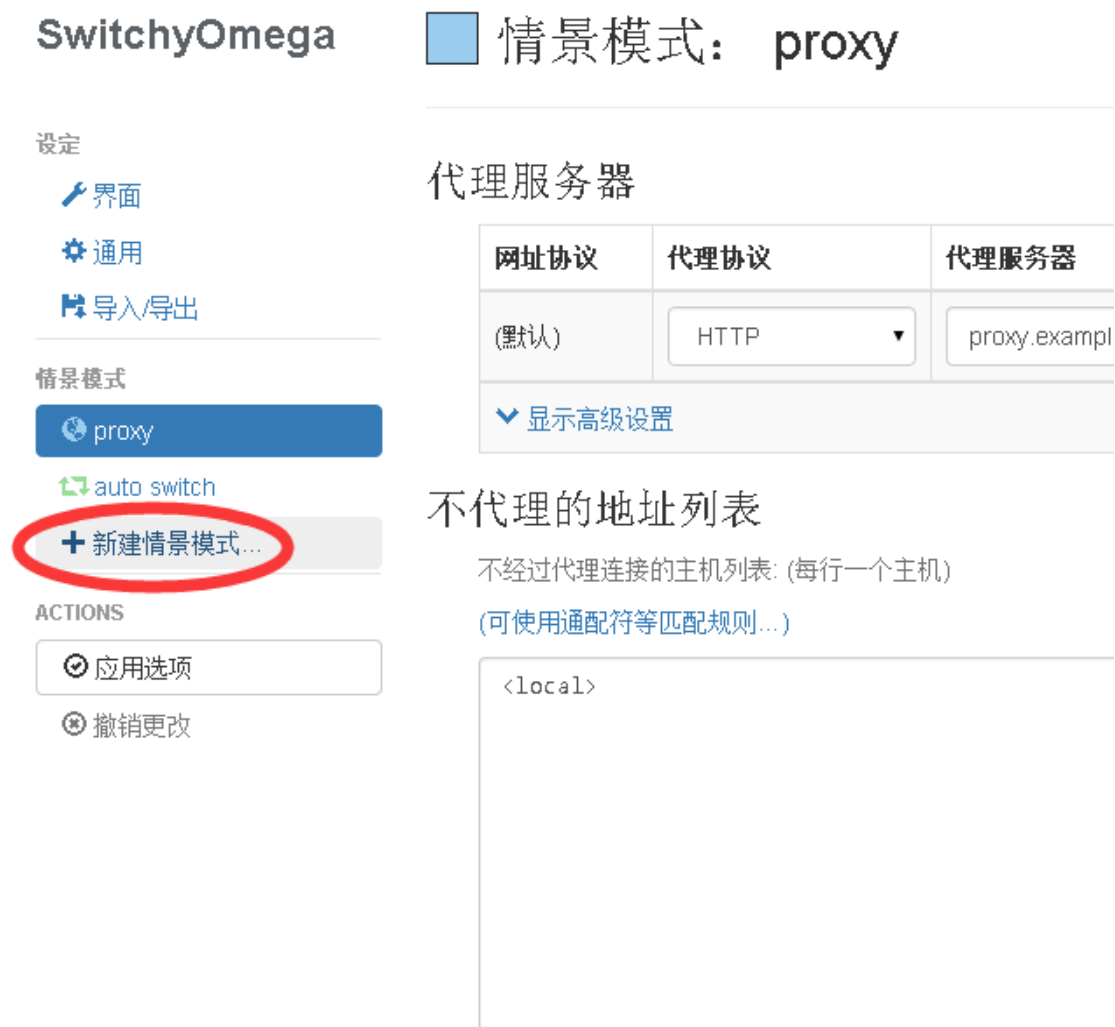 SwitchyOmega
设定
界面
通用
导入/导出
情景模式
proxy
auto switch
新建情景模式...
ACTIONS
应用选项
撤销更改
情景模式： proxy
代理服务器
网址协议 代理协议 代理服务器
(默认) HTTP proxy.exampl
显示高级设置
不代理的地址列表
不经过代理连接的主机列表: (每行一个主机)
(可使用通配符等匹配规则...)
<local>